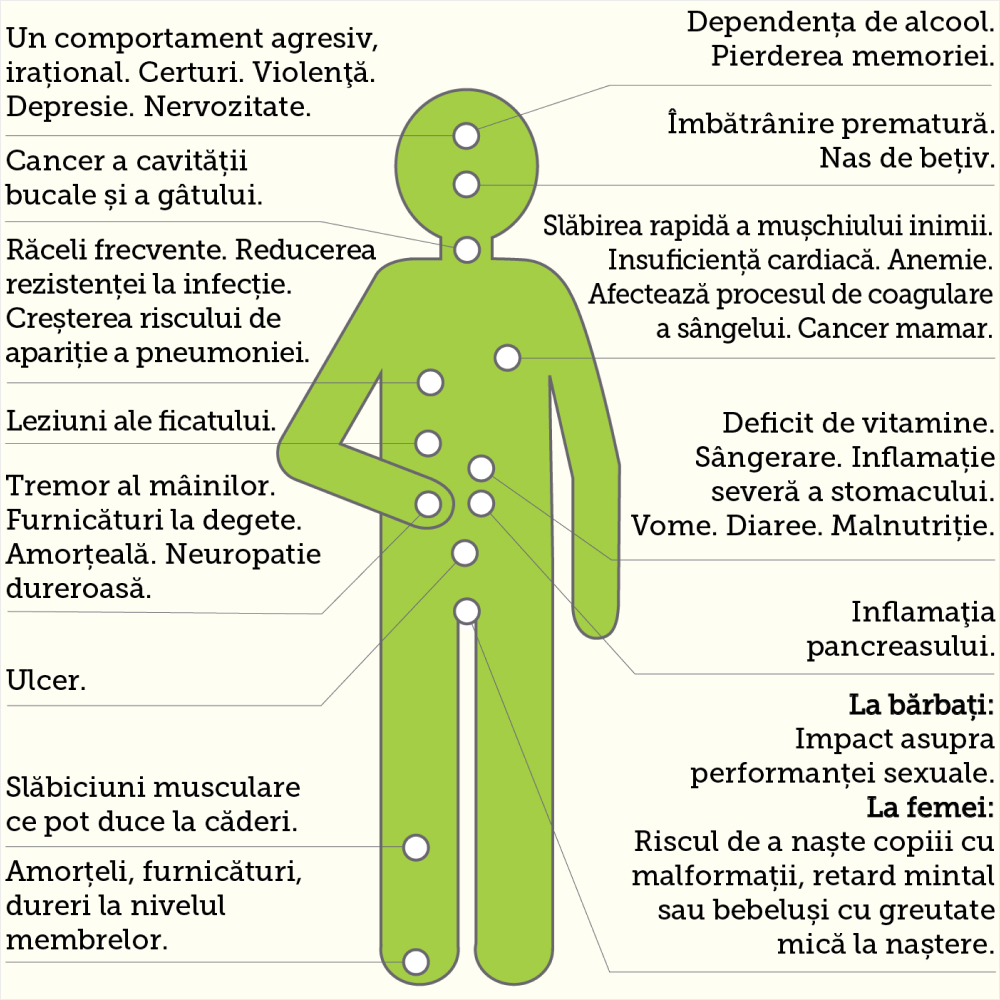 Un comportament agresiv,
irațional. Certuri. Violenţă.
Depresie. Nervozitate.
Cancer a cavității
bucale și a gâtului.
Răceli frecvente. Reducerea
rezistenței la infecție.
Creșterea riscului de
apariție a pneumoniei.
Leziuni ale ficatului.
Tremor al mâinilor.
Furnicături la degete.
Amorțeală. Neuropatie
dureroasă.
Ulcer.
Slăbiciuni musculare
ce pot duce la căderi.
Amorțeli, furnicături,
dureri la nivelul
membrelor.
Dependența de alcool.
Pierderea memoriei.
Îmbătrânire prematură.
Nas de bețiv.
Slăbirea rapidă a mușchiului inimii.
Insuficiență cardiacă. Anemie.
Afectează procesul de coagulare
a sângelui. Cancer mamar.
Deficit de vitamine.
Sângerare. Inflamație
severă a stomacului.
Vome. Diaree. Malnutriție.
Inflamaţia
pancreasului.
La bărbați:
Impact asupra
performanței sexuale.
La femei:
Riscul de a naște copiii cu
malformații, retard mintal
sau bebeluși cu greutate
mică la naștere.